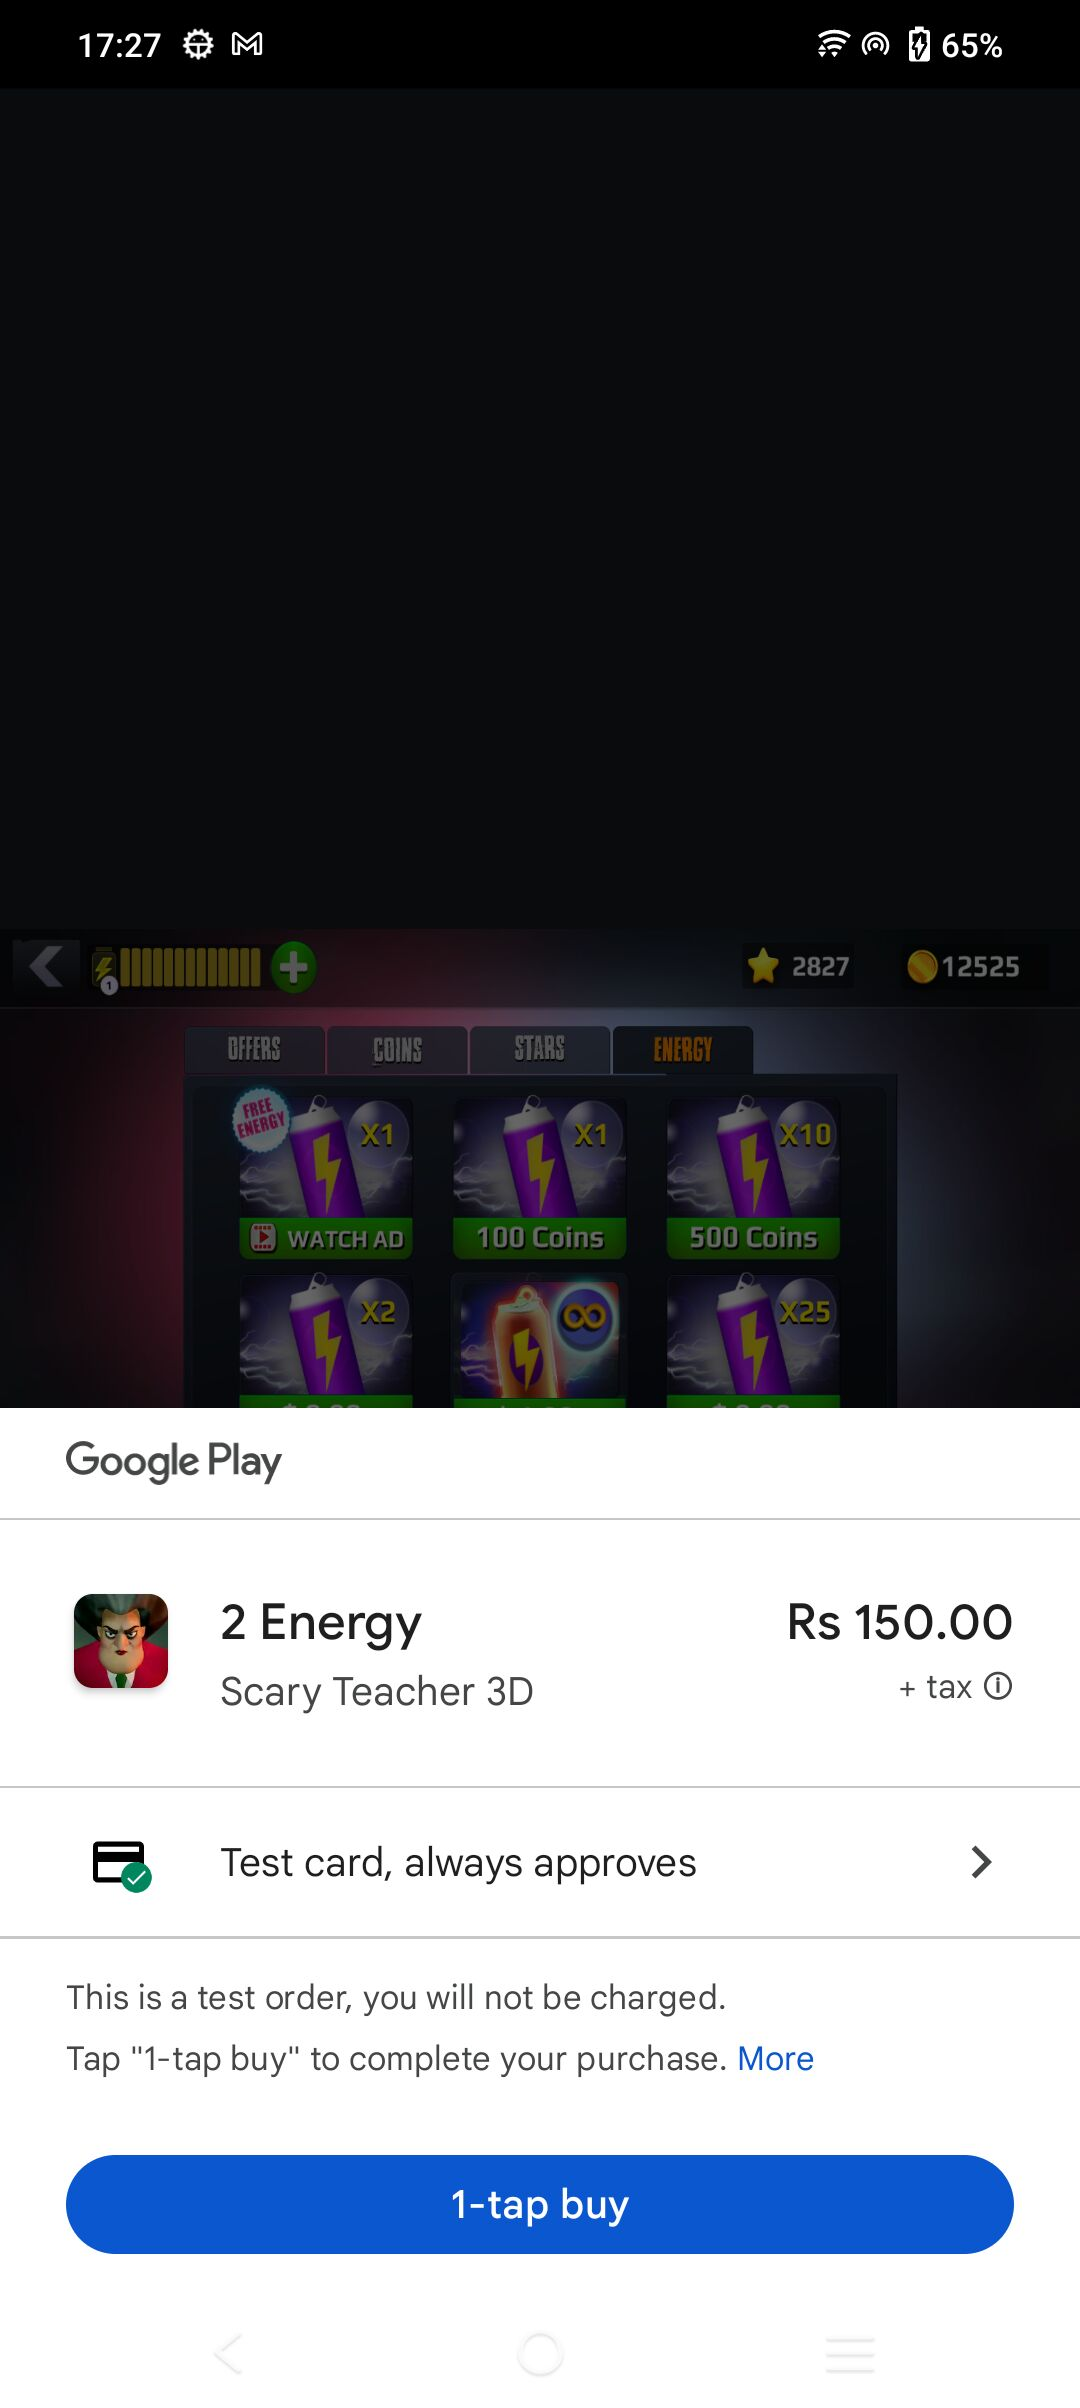 17:27
65%
1
2827
12525
OFFERS
COINS
STARS
ENERGY
FREE
ENERGY
X1
X1
X10
WATCH AD
100 Coins
500 Coins
X2
X25
Google Play
2 Energy
Rs 150.00
Scary Teacher 3D
+ tax
Test card, always approves
This is a test order, you will not be charged.
Tap "1-tap buy" to complete your purchase. More
1-tap buy